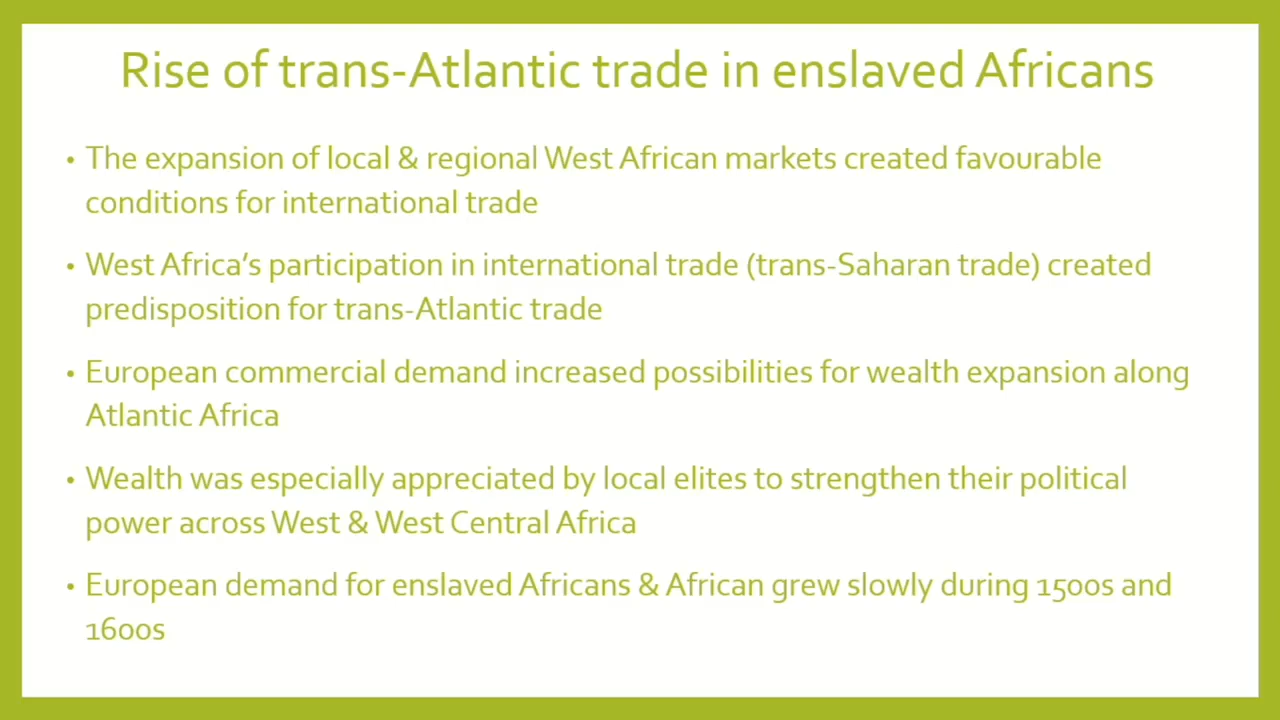 Rise of trans-Atlantic trade in enslaved Africans
• The expansion of local & regional West African markets created favourable
conditions for international trade
• West Africa’s participation in international trade (trans-Saharan trade) created
predisposition for trans-Atlantic trade
• European commercial demand increased possibilities for wealth expansion along
Atlantic Africa
• Wealth was especially appreciated by local elites to strengthen their political
power across West & West Central Africa
• European demand for enslaved Africans & African grew slowly during 1500s and
1600s